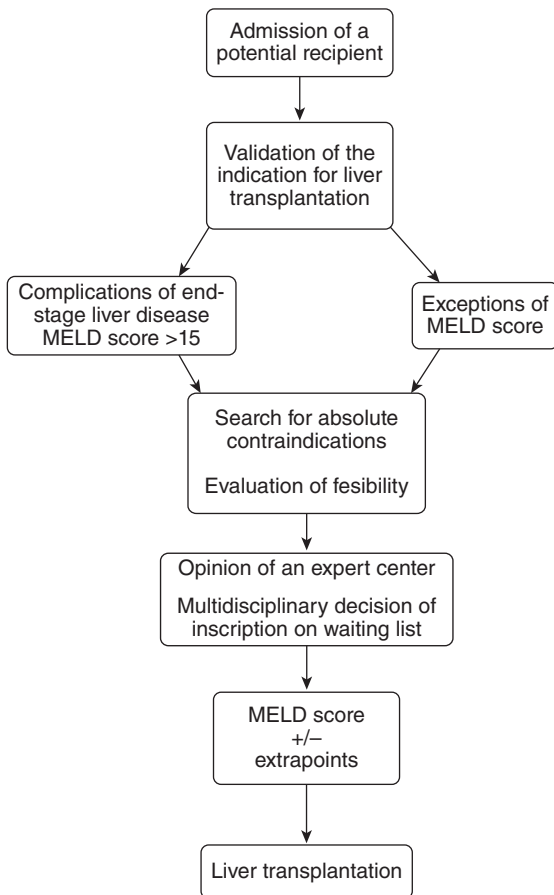 Admission of a
potential recipient
Validation of the
indication for liver
transplantation
Complications of end-
stage liver disease
MELD score >15
Exceptions of
MELD score
Search for absolute
contraindications
Evaluation of fesibility
Opinion of an expert center
Multidisciplinary decision of
inscription on waiting list
MELD score
+/−
extrapoints
Liver transplantation